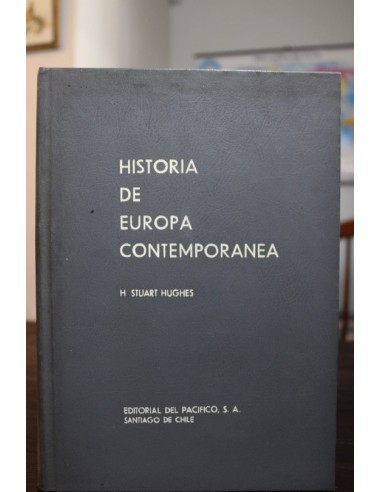 HISTORIA
DE
EUROPA
CONTEMPORANEA
H STUART HUGHES
EDITORIAL DEL PACIFICO, S. A.
SANTIAGO DE CHILE